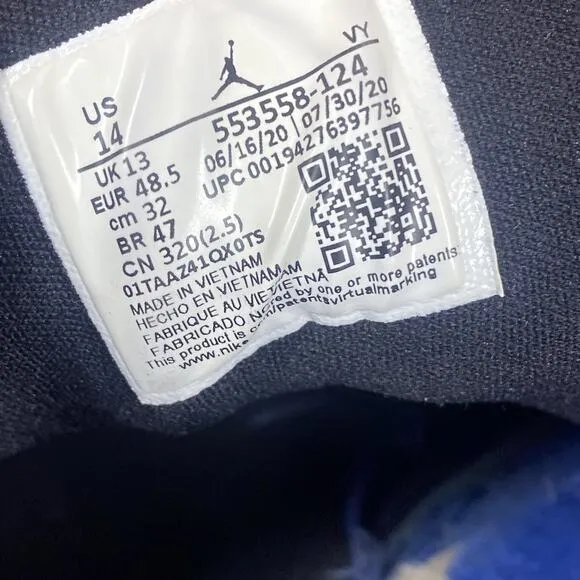 US
14
VY
553558-124
UK 13
06/16/20 07/30/20
EUR 48.5
UPC 00194276397756
cm 32
BR 47
CN 320(2.5)
01TAAZ41QX0TS
MADE IN VIETNAM
HECHO EN VIETNAM
FABRIQUE AU VIETNAM
FABRICADO NO VIETNÃ
This product is by one or more patents
www.nike.com/patentsvirtualmarking